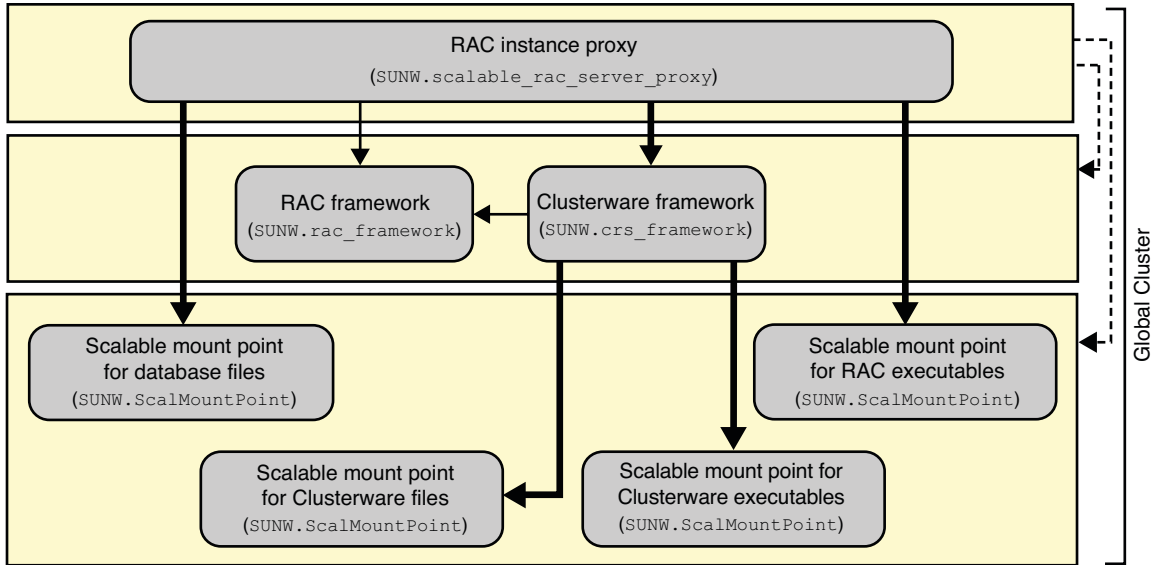 RAC instance proxy
(SUNW.scalable_rac_server_proxy)
RAC framework
(SUNW.rac_framework)
Clusterware framework
(SUNW.crs_framework)
Scalable mount point
for database files
(SUNW.ScalMountPoint)
Scalable mount point
for RAC executables
(SUNW.ScalMountPoint)
Scalable mount point
for Clusterware files
(SUNW.ScalMountPoint)
Scalable mount point for
Clusterware executables
(SUNW.ScalMountPoint)
Global Cluster